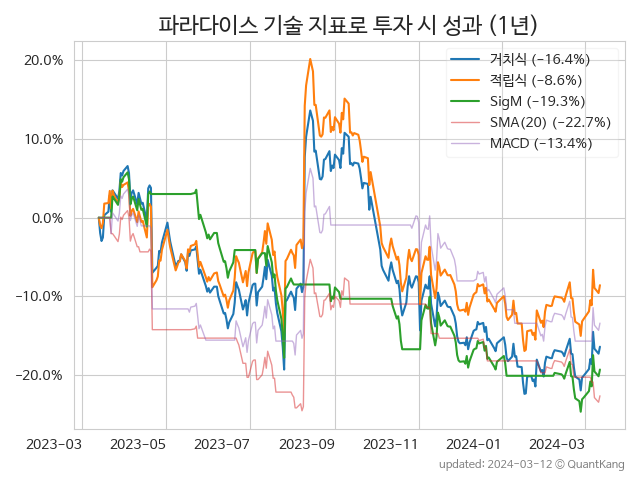 파라다이스 기술 지표로 투자 시 성과 (1년)
거치식 (−16.4%)
적립식 (−8.6%)
SigM (−19.3%)
SMA(20) (−22.7%)
MACD (−13.4%)
20.0%
10.0%
0.0%
−10.0%
−20.0%
2023-03 2023-05 2023-07 2023-09 2023-11 2024-01 2024-03
updated: 2024-03-12 © QuantKang